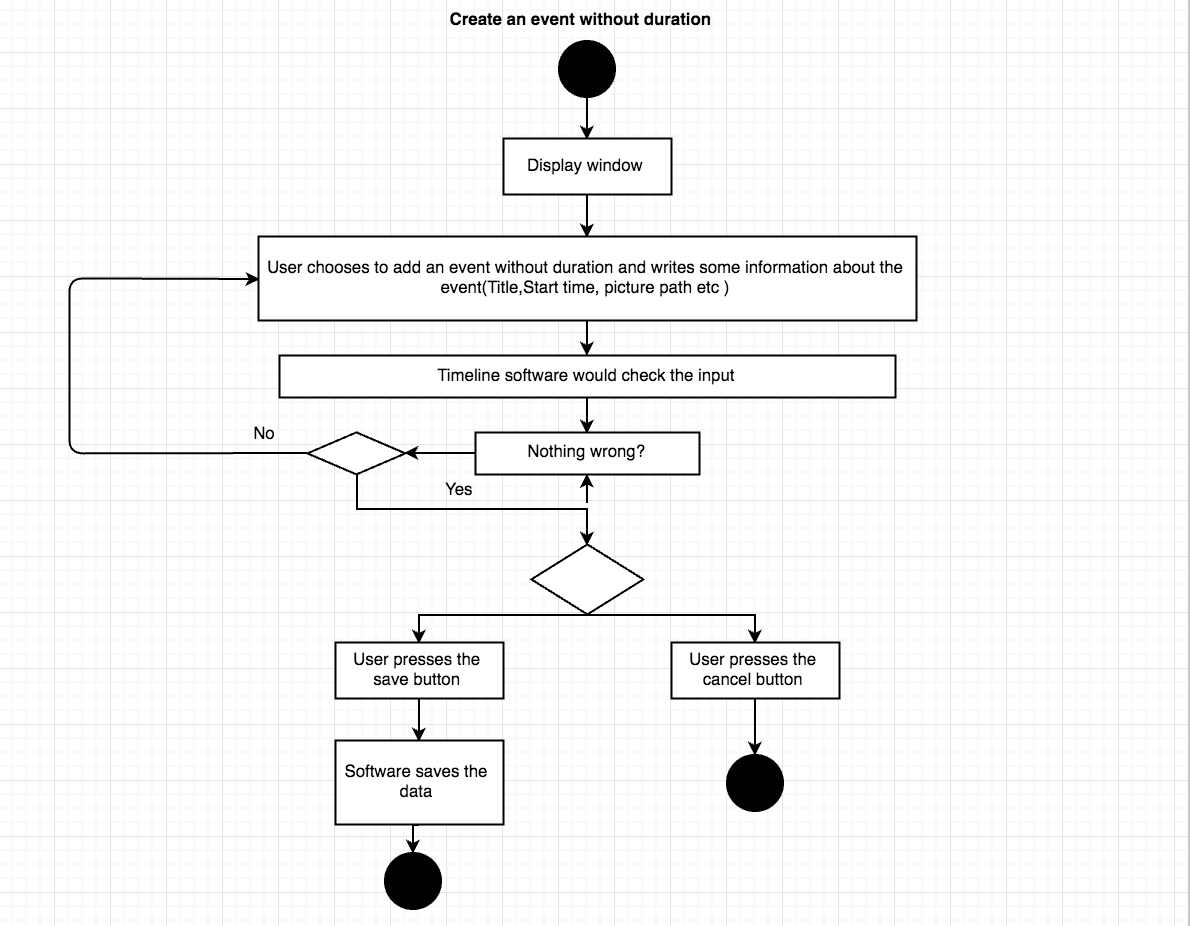 Create an event without duration
Display window
User chooses to add an event without duration and writes some information about the
event(Title,Start time, picture path etc )
Timeline software would check the input
No
Nothing wrong?
Yes
User presses the
save button
User presses the
cancel button
Software saves the
data